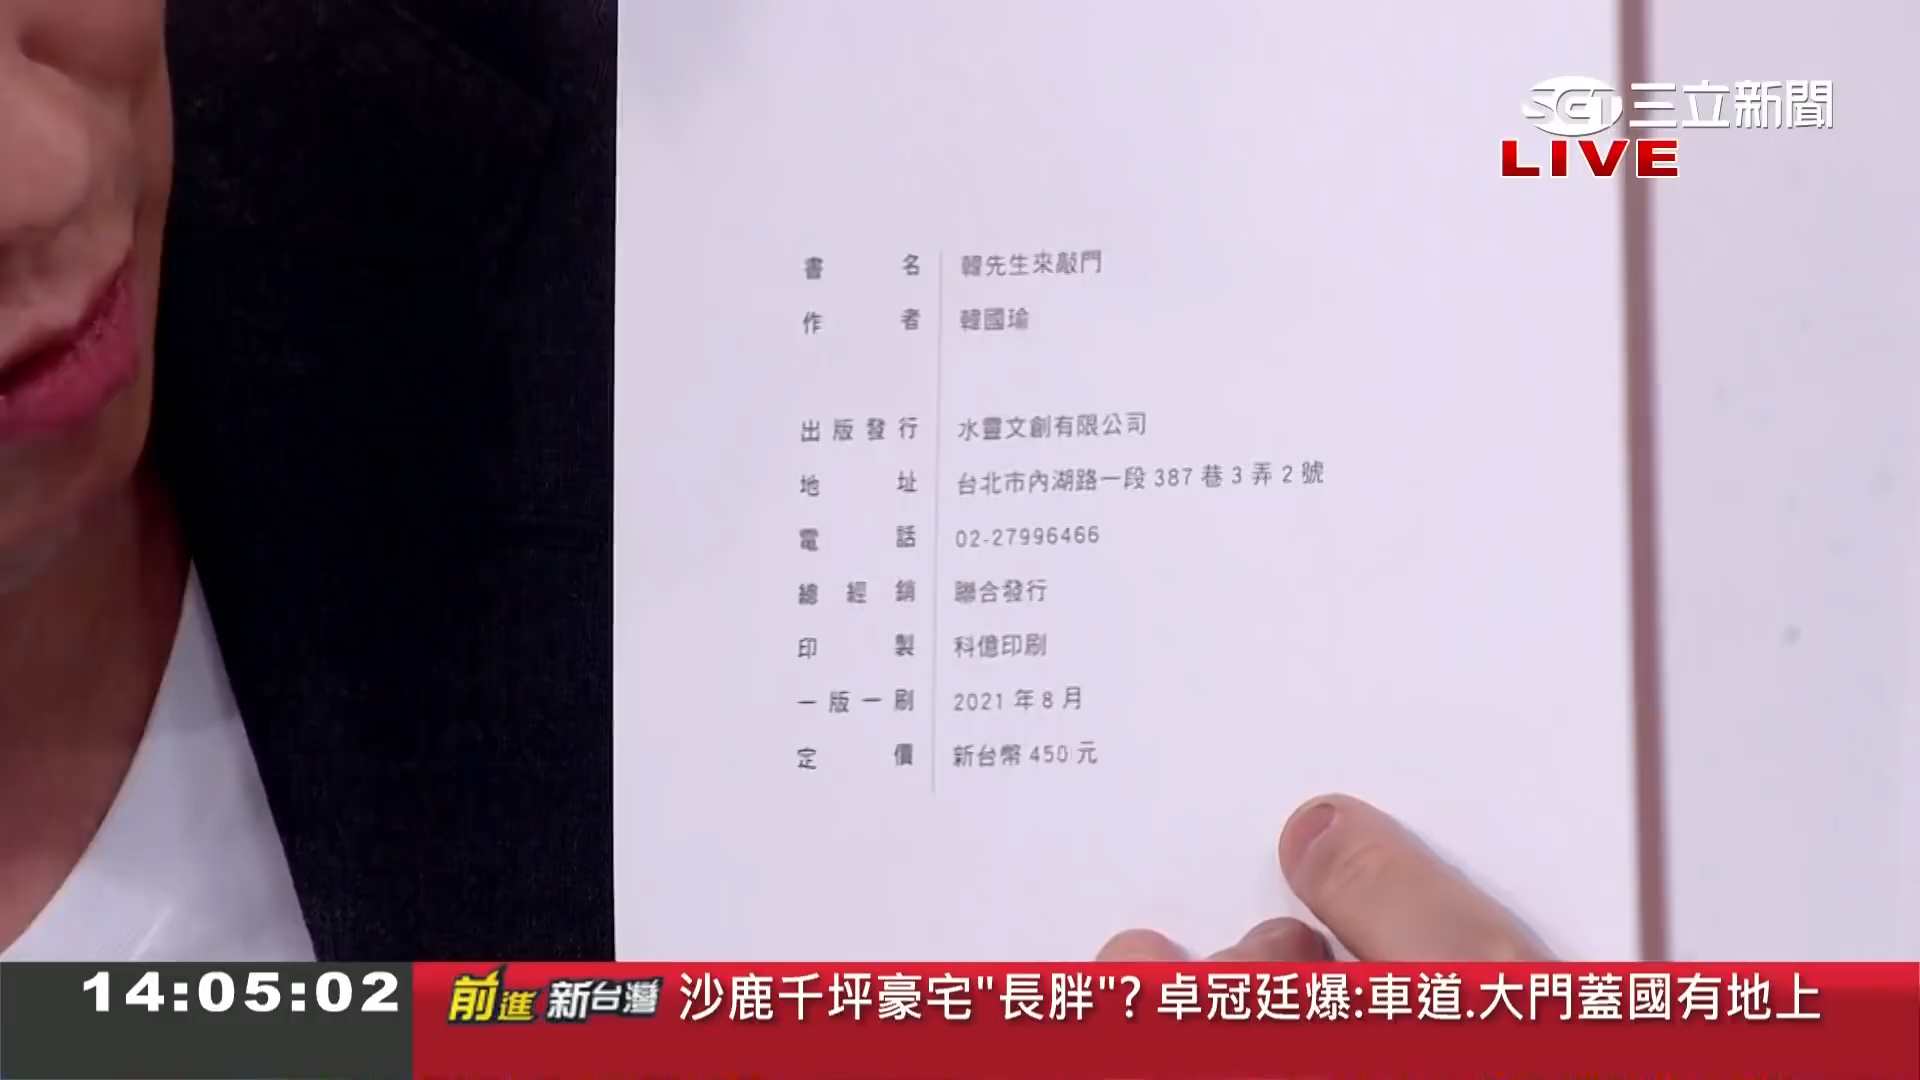 SET三立新聞
LIVE
書名 韓先生來敲門
作者 韓國瑜
出版發行 水靈文創有限公司
地址 台北市內湖路一段 387 巷 3 弄 2 號
電話 02-27996466
總經銷 聯合發行
印製 科億印刷
一版一刷 2021 年 8 月
定價 新台幣 450 元
14:05:02
前進新台灣 沙鹿千坪豪宅"長胖"? 卓冠廷爆:車道.大門蓋國有地上